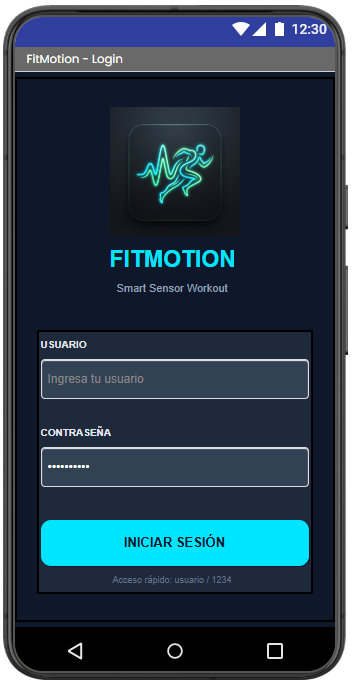 12:30
FitMotion - Login
FITMOTION
Smart Sensor Workout
USUARIO
Ingresa tu usuario
CONTRASEÑA
••••••••••
INICIAR SESIÓN
Acceso rápido: usuario / 1234